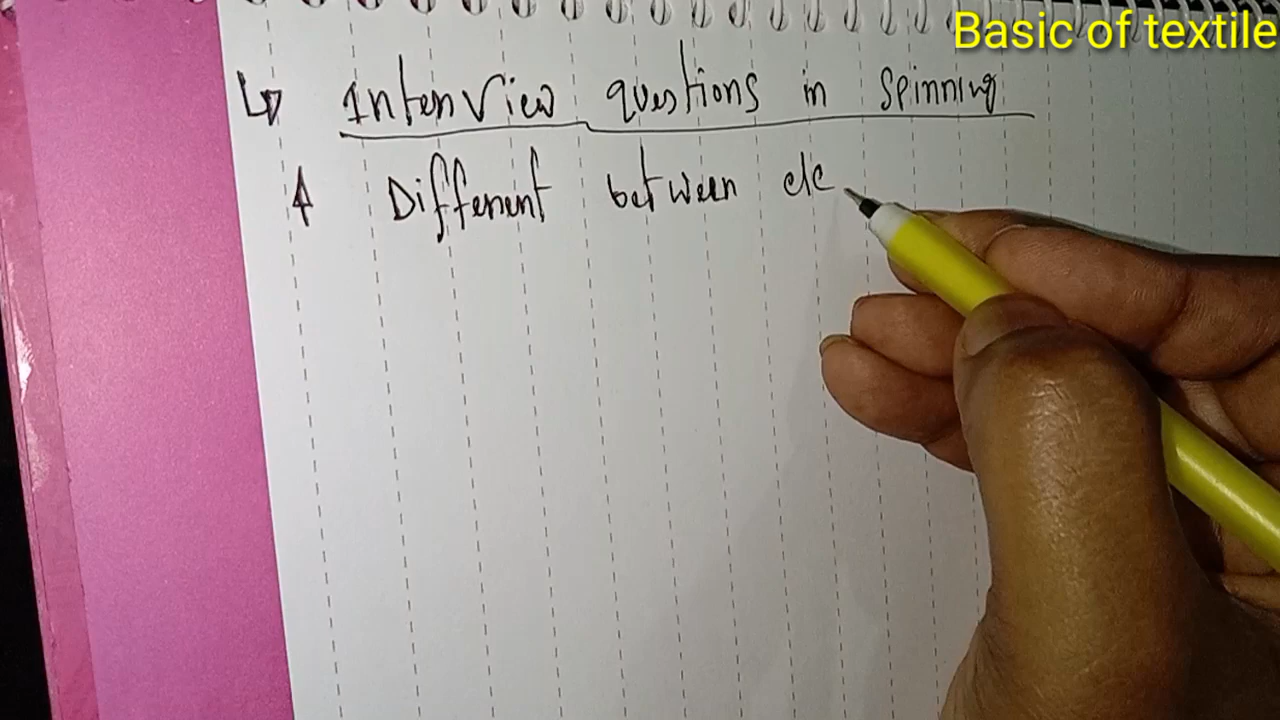 Basic of textile
Interview questions in spinning
Different between